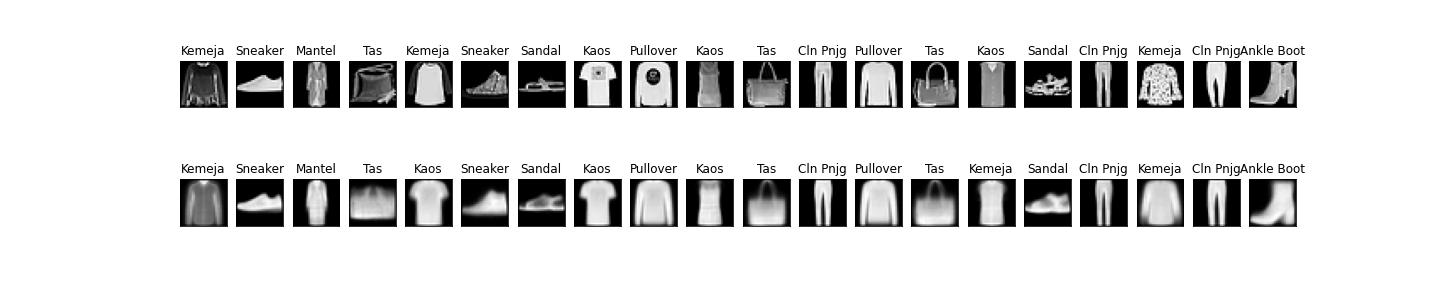 Kemeja Sneaker Mantel Tas Kemeja Sneaker Sandal Kaos Pullover Kaos Tas Cln Pnjg Pullover Tas Kaos Sandal Cln Pnjg Kemeja Cln Pnjg Ankle Boot
Kemeja Sneaker Mantel Tas Kaos Sneaker Sandal Kaos Pullover Kaos Tas Cln Pnjg Pullover Tas Kemeja Sandal Cln Pnjg Kemeja Cln Pnjg Ankle Boot